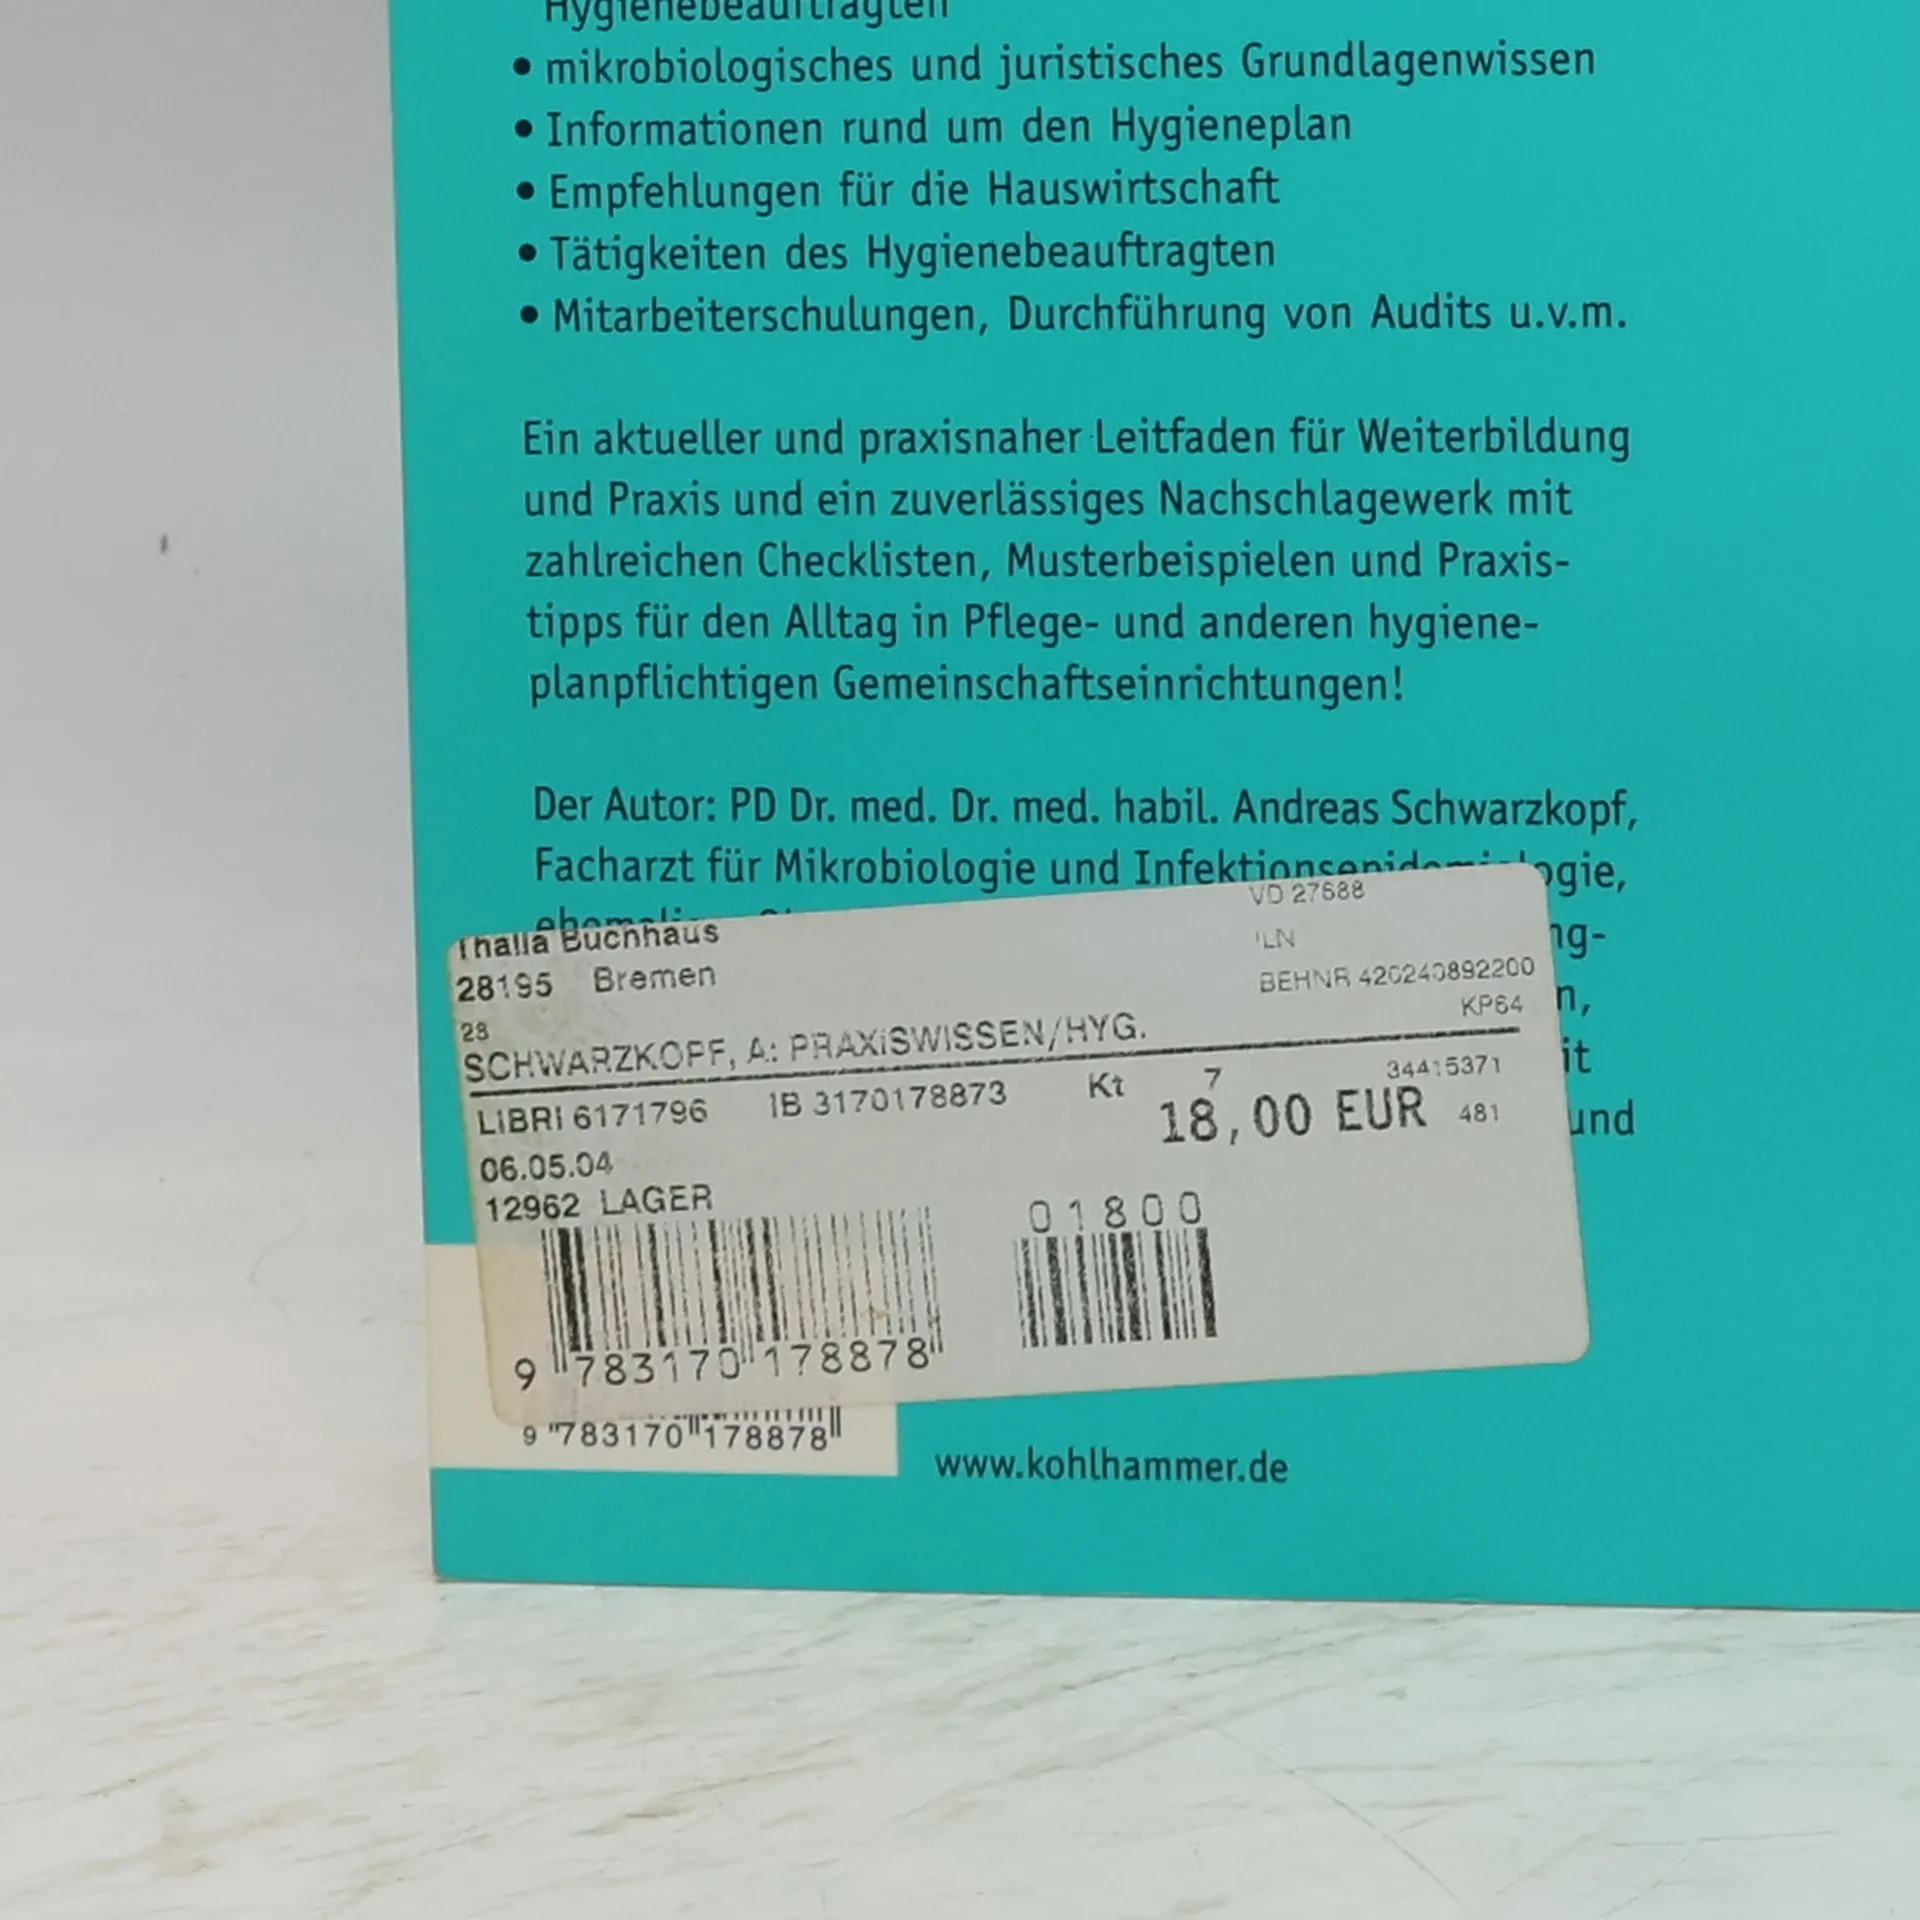 Hygienebeauftragten
• mikrobiologisches und juristisches Grundlagenwissen
• Informationen rund um den Hygieneplan
• Empfehlungen für die Hauswirtschaft
• Tätigkeiten des Hygienebeauftragten
• Mitarbeiterschulungen, Durchführung von Audits u.v.m.
Ein aktueller und praxisnaher Leitfaden für Weiterbildung
und Praxis und ein zuverlässiges Nachschlagewerk mit
zahlreichen Checklisten, Musterbeispielen und Praxis-
tipps für den Alltag in Pflege- und anderen hygiene-
planpflichtigen Gemeinschaftseinrichtungen!
Der Autor: PD Dr. med. Dr. med. habil. Andreas Schwarzkopf,
Facharzt für Mikrobiologie und Infektionsepidemiologie,
und
Thalia Buchhaus VD 27688
28195 Bremen
BEHNR 420240892200
28 KP64
SCHWARZKOPF, A: PRAXISWISSEN/HYG.
LIBRI 6171796 IB 3170178873 Kt 7 34415371
18,00 EUR 481
06.05.04
12962 LAGER
01800
9 783170 178878
9 783170 178878
www.kohlhammer.de